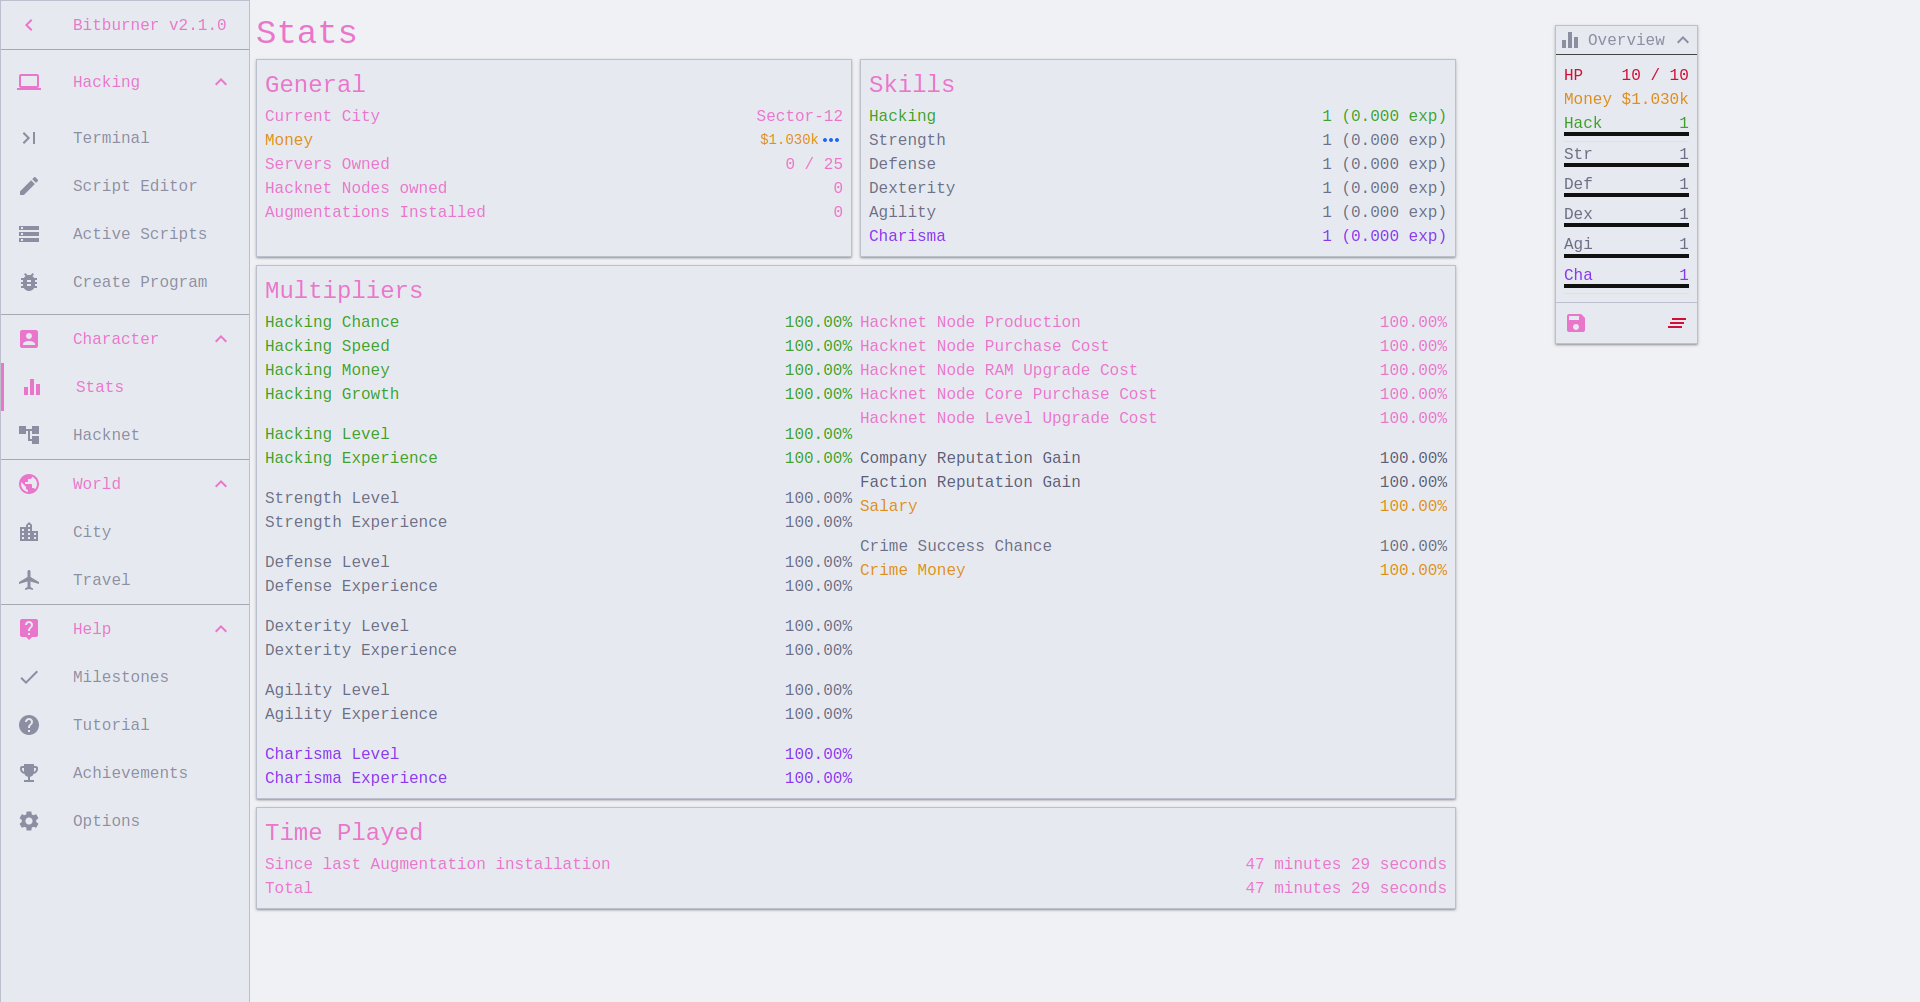 Bitburner v2.1.0
Hacking
Terminal
Script Editor
Active Scripts
Create Program
Character
Stats
Hacknet
World
City
Travel
Help
Milestones
Tutorial
Achievements
Options
Stats
General
Current City Sector-12
Money $1.030k
Servers Owned 0 / 25
Hacknet Nodes owned 0
Augmentations Installed 0
Skills
Hacking 1 (0.000 exp)
Strength 1 (0.000 exp)
Defense 1 (0.000 exp)
Dexterity 1 (0.000 exp)
Agility 1 (0.000 exp)
Charisma 1 (0.000 exp)
Multipliers
Hacking Chance 100.00%
Hacking Speed 100.00%
Hacking Money 100.00%
Hacking Growth 100.00%
Hacking Level 100.00%
Hacking Experience 100.00%
Strength Level 100.00%
Strength Experience 100.00%
Defense Level 100.00%
Defense Experience 100.00%
Dexterity Level 100.00%
Dexterity Experience 100.00%
Agility Level 100.00%
Agility Experience 100.00%
Charisma Level 100.00%
Charisma Experience 100.00%
Hacknet Node Production 100.00%
Hacknet Node Purchase Cost 100.00%
Hacknet Node RAM Upgrade Cost 100.00%
Hacknet Node Core Purchase Cost 100.00%
Hacknet Node Level Upgrade Cost 100.00%
Company Reputation Gain 100.00%
Faction Reputation Gain 100.00%
Salary 100.00%
Crime Success Chance 100.00%
Crime Money 100.00%
Time Played
Since last Augmentation installation 47 minutes 29 seconds
Total 47 minutes 29 seconds
Overview
HP 10 / 10
Money $1.030k
Hack 1
Str 1
Def 1
Dex 1
Agi 1
Cha 1